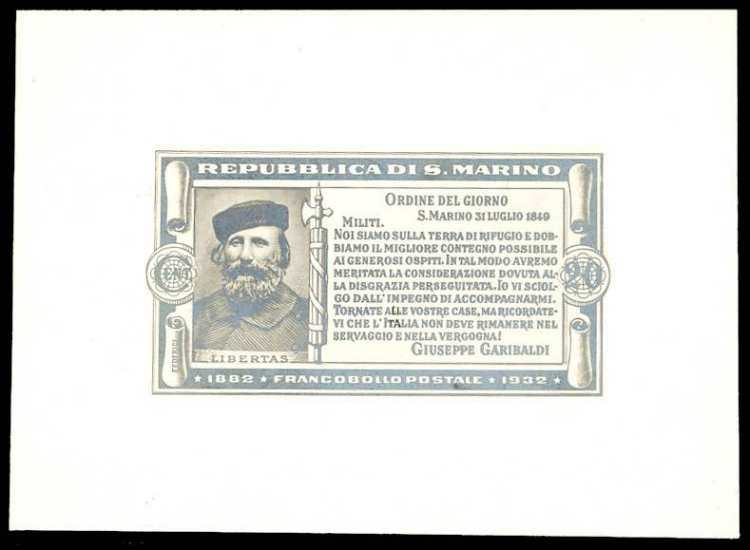 REPUBBLICA DI S. MARINO
ORDINE DEL GIORNO
S. MARINO 31 LUGLIO 1849
MILITI.
NOI SIAMO SULLA TERRA DI RIFUGIO E DOB-
BIAMO IL MIGLIORE CONTEGNO POSSIBILE
AI GENEROSI OSPITI. IN TAL MODO AVREMO
MERITATA LA CONSIDERAZIONE DOVUTA AL-
LA DISGRAZIA PERSEGUITATA. IO VI SCIOL-
GO DALL'IMPEGNO DI ACCOMPAGNARMI.
TORNATE ALLE VOSTRE CASE, MA RICORDATE-
VI CHE L'ITALIA NON DEVE RIMANERE NEL
SERVAGGIO E NELLA VERGOGNA!
GIUSEPPE GARIBALDI
CENT.
20
LIBERTAS
FEDERICI
★ 1882 ★ FRANCOBOLLO POSTALE ★ 1932 ★